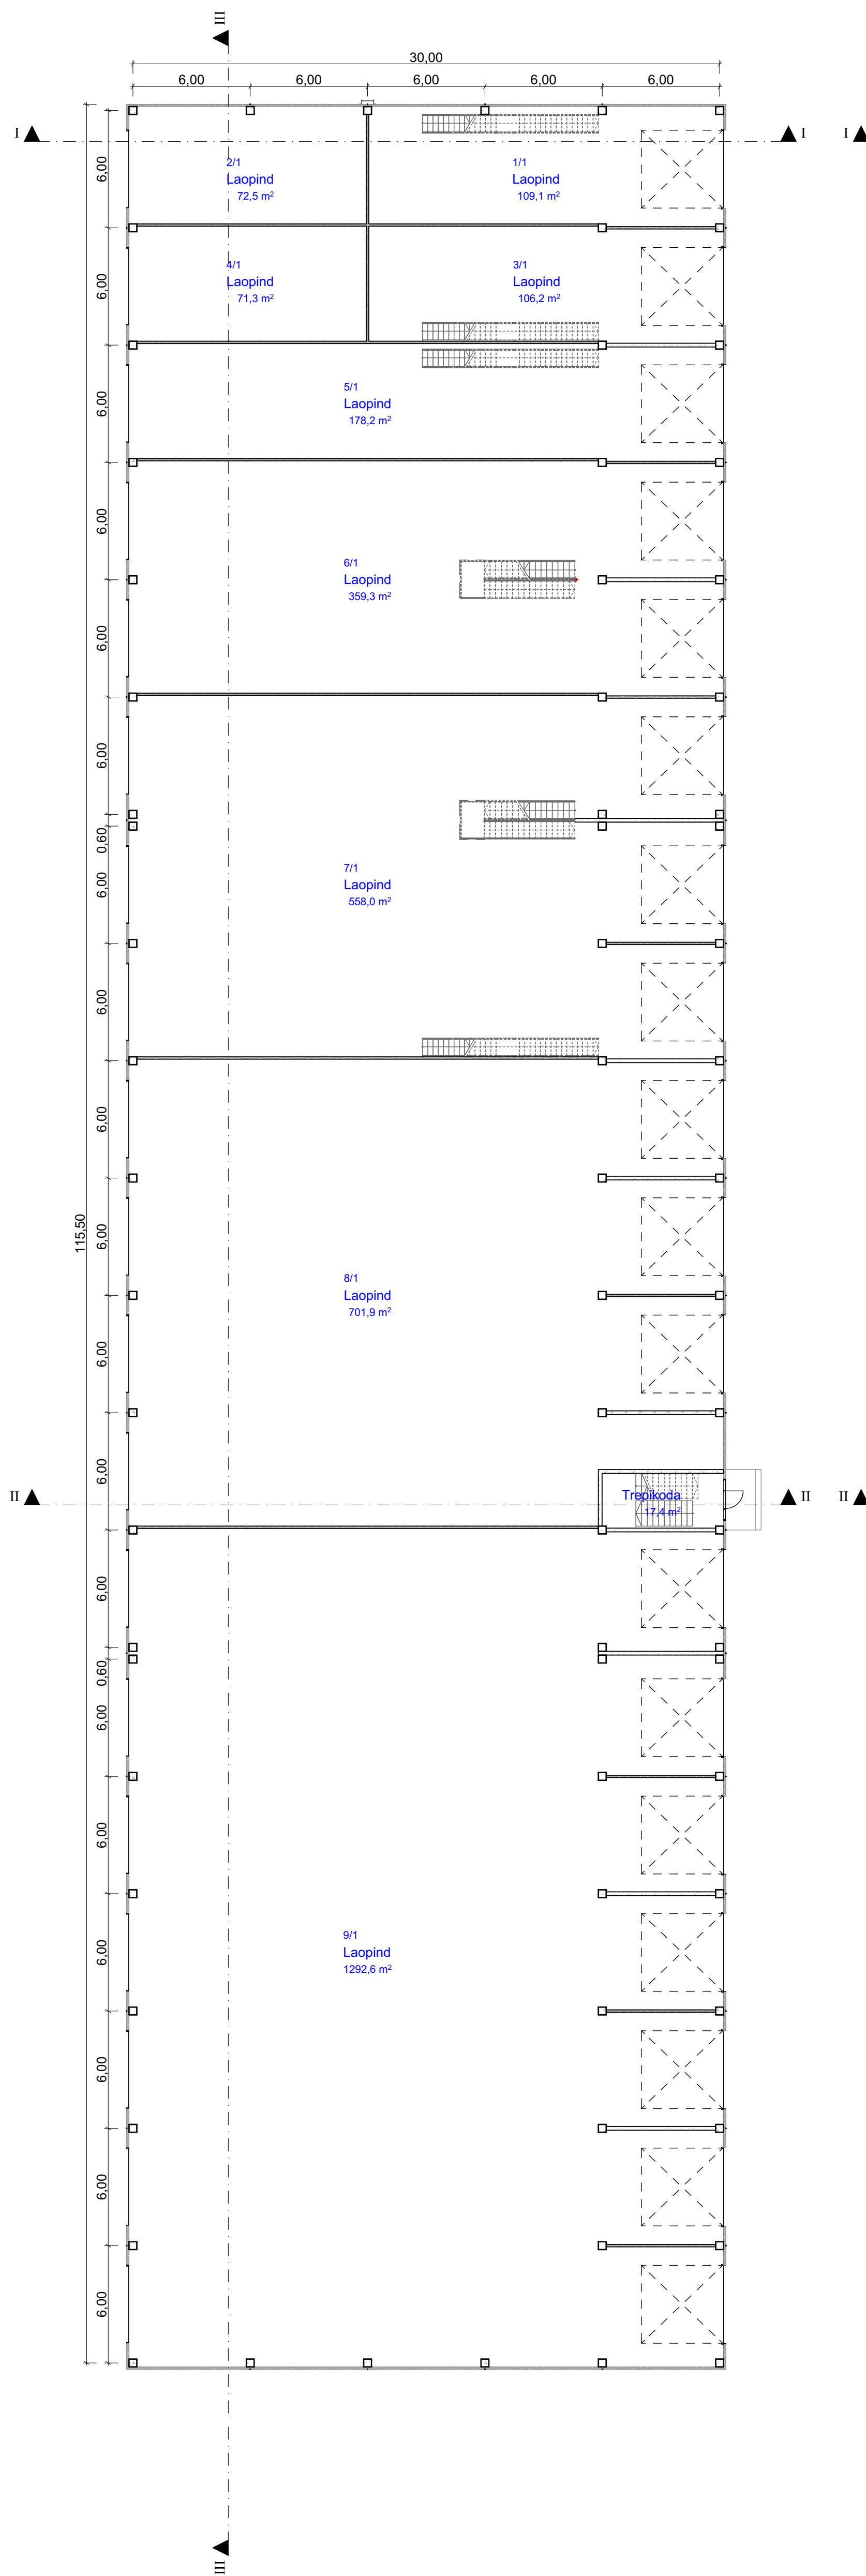 III
30,00
6,00 6,00 6,00 6,00 6,00
I I I
2/1
Laopind
72,5 m²
1/1
Laopind
109,1 m²
6,00
4/1
Laopind
71,3 m²
3/1
Laopind
106,2 m²
6,00
5/1
Laopind
178,2 m²
6,00
6,00
6/1
Laopind
359,3 m²
6,00
6,00
0,60
7/1
Laopind
558,0 m²
6,00
6,00
6,00
115,50
6,00
8/1
Laopind
701,9 m²
6,00
6,00
II II II
Trepikoda
17,4 m²
6,00
0,60
6,00
6,00
9/1
Laopind
1292,6 m²
6,00
6,00
6,00
6,00
III